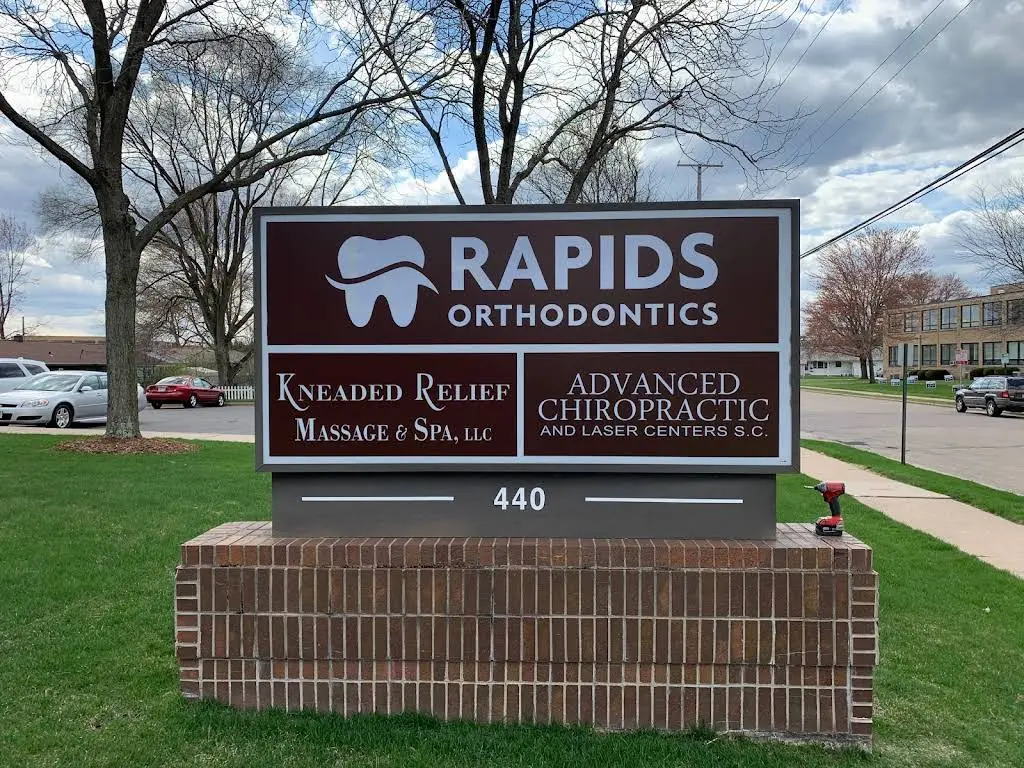 RAPIDS
ORTHODONTICS
KNEADED RELIEF
MASSAGE & SPA, LLC
ADVANCED
CHIROPRACTIC
AND LASER CENTERS S.C.
440